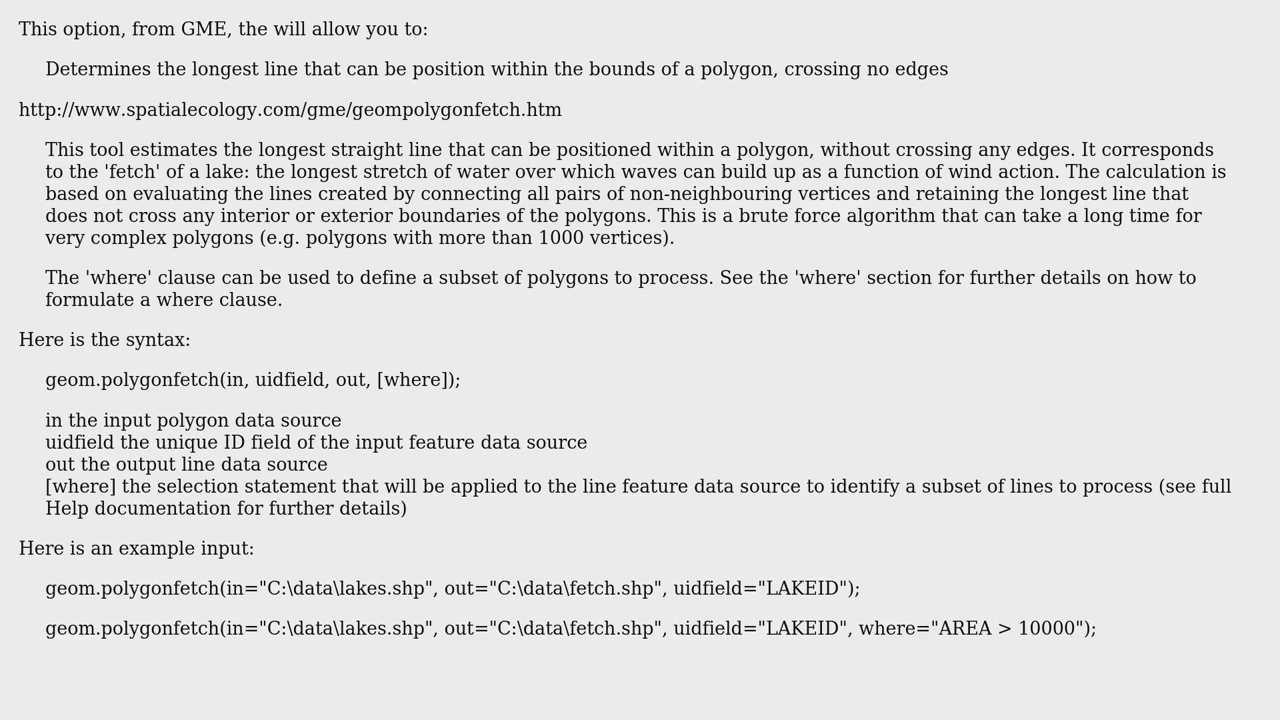 This option, from GME, the will allow you to:
Determines the longest line that can be position within the bounds of a polygon, crossing no edges
http://www.spatialecology.com/gme/geompolygonfetch.htm
This tool estimates the longest straight line that can be positioned within a polygon, without crossing any edges. It corresponds
to the 'fetch' of a lake: the longest stretch of water over which waves can build up as a function of wind action. The calculation is
based on evaluating the lines created by connecting all pairs of non-neighbouring vertices and retaining the longest line that
does not cross any interior or exterior boundaries of the polygons. This is a brute force algorithm that can take a long time for
very complex polygons (e.g. polygons with more than 1000 vertices).
The 'where' clause can be used to define a subset of polygons to process. See the 'where' section for further details on how to
formulate a where clause.
Here is the syntax:
geom.polygonfetch(in, uidfield, out, [where]);
in the input polygon data source
uidfield the unique ID field of the input feature data source
out the output line data source
[where] the selection statement that will be applied to the line feature data source to identify a subset of lines to process (see full
Help documentation for further details)
Here is an example input:
geom.polygonfetch(in="C:\data\lakes.shp", out="C:\data\fetch.shp", uidfield="LAKEID");
geom.polygonfetch(in="C:\data\lakes.shp", out="C:\data\fetch.shp", uidfield="LAKEID", where="AREA > 10000");